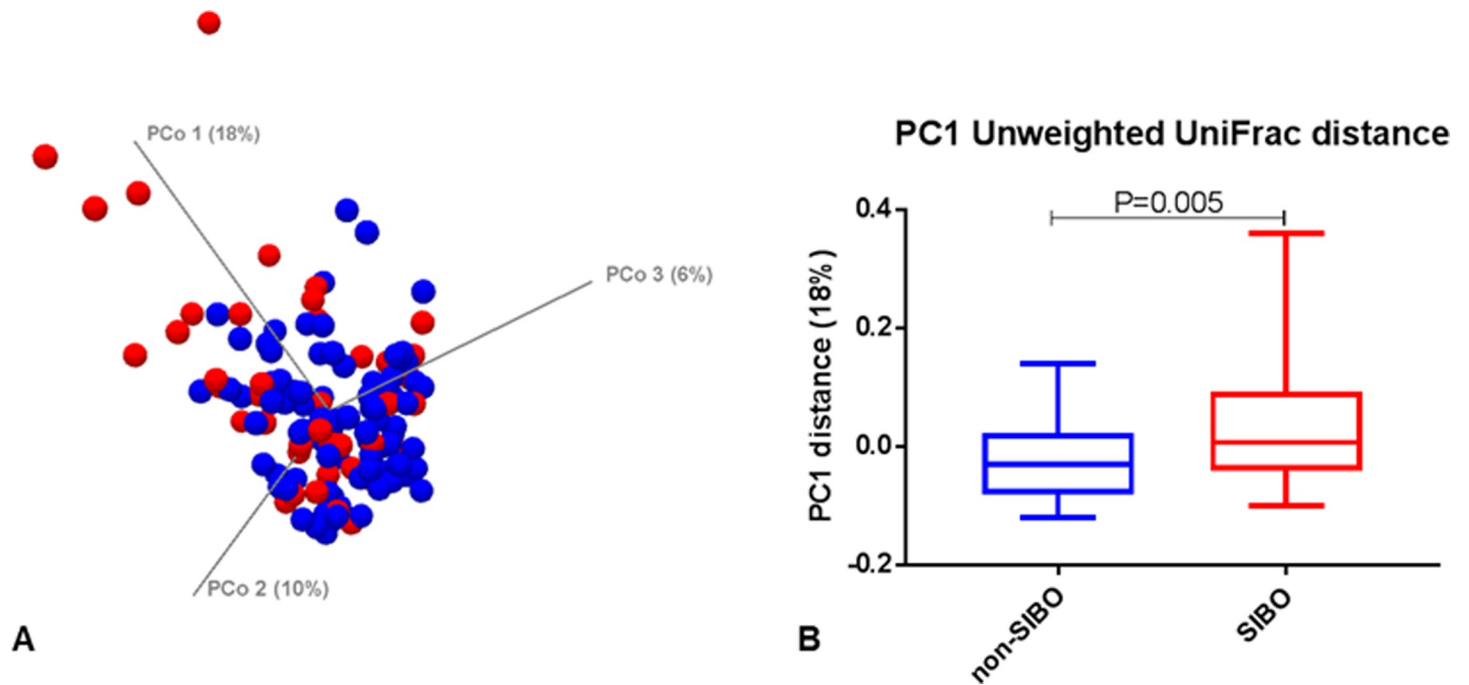 PCo 1 (18%)
PCo 3 (6%)
PCo 2 (10%)
A
PC1 Unweighted UniFrac distance
P=0.005
PC1 distance (18%)
0.4
0.2
0.0
-0.2
non-SIBO
SIBO
B